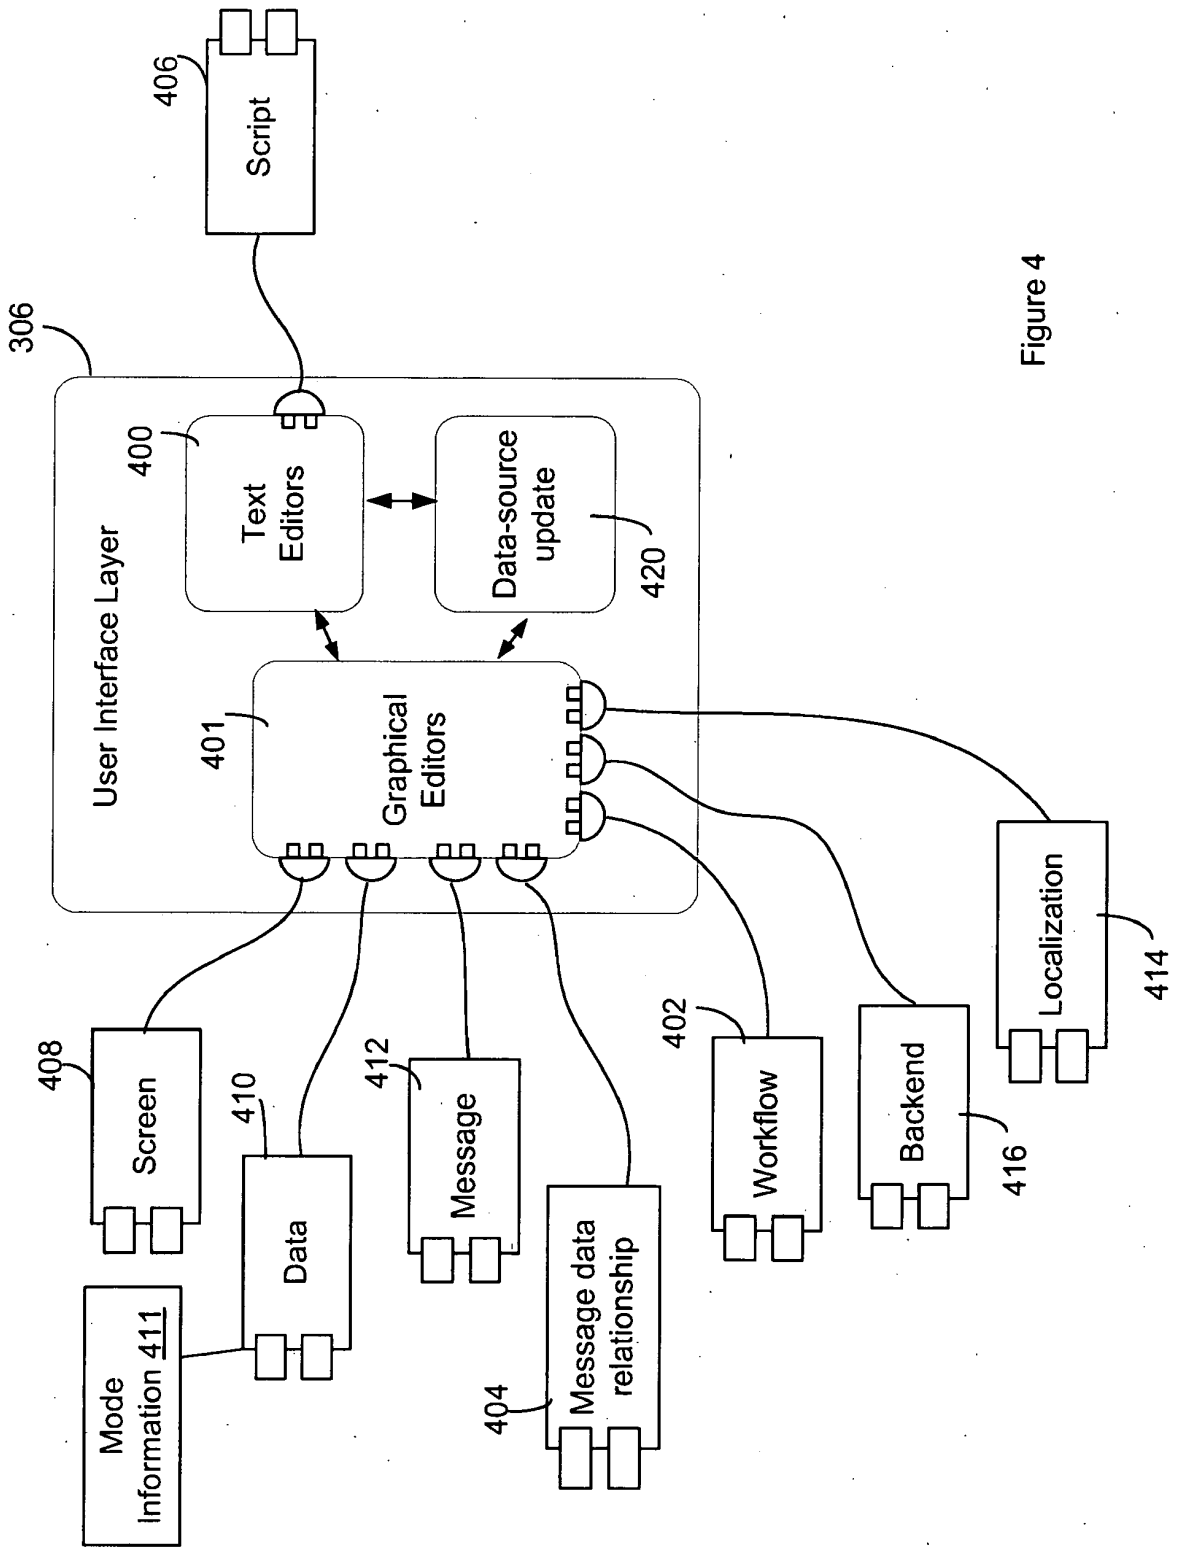 306
User Interface Layer
406
Script
400
Text
Editors
401
Graphical
Editors
Data-source
update
420
408
Screen
Mode
Information 411
410
Data
412
Message
404
Message data
relationship
402
Workflow
Backend
416
Localization
414
Figure 4